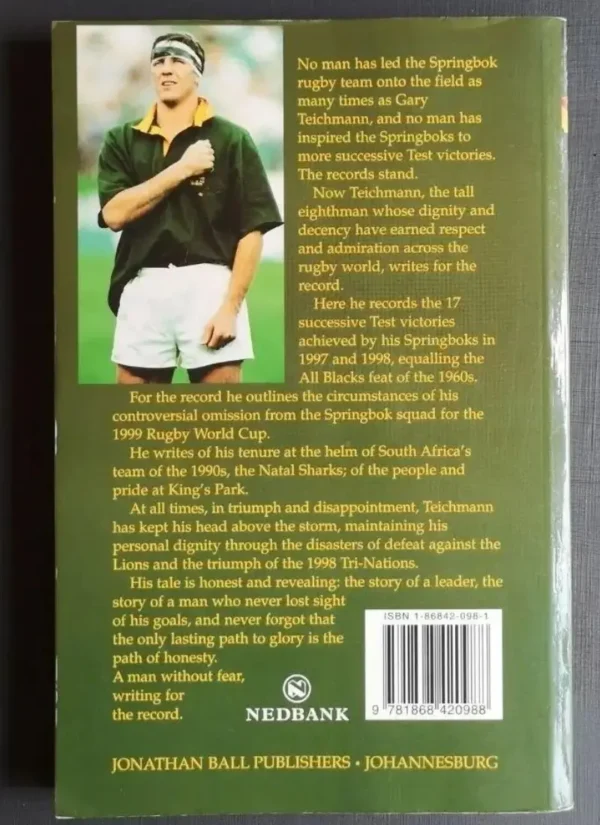 No man has led the Springbok
rugby team onto the field as
many times as Gary
Teichmann, and no man has
inspired the Springboks to
more successive Test victories.
The records stand.
Now Teichmann, the tall
eighthman whose dignity and
decency have earned respect
and admiration across the
rugby world, writes for the
record.
Here he records the 17
successive Test victories
achieved by his Springboks in
1997 and 1998, equalling the
All Blacks feat of the 1960s.
For the record he outlines the circumstances of his
controversial omission from the Springbok squad for the
1999 Rugby World Cup.
He writes of his tenure at the helm of South Africa's
team of the 1990s, the Natal Sharks; of the people and
pride at King's Park.
At all times, in triumph and disappointment, Teichmann
has kept his head above the storm, maintaining his
personal dignity through the disasters of defeat against the
Lions and the triumph of the 1998 Tri-Nations.
His tale is honest and revealing: the story of a leader, the
story of a man who never lost sight
of his goals, and never forgot that
the only lasting path to glory is the
path of honesty.
A man without fear,
writing for
the record.
NEDBANK
ISBN 1-86842-098-1
9 781868 420988
JONATHAN BALL PUBLISHERS • JOHANNESBURG